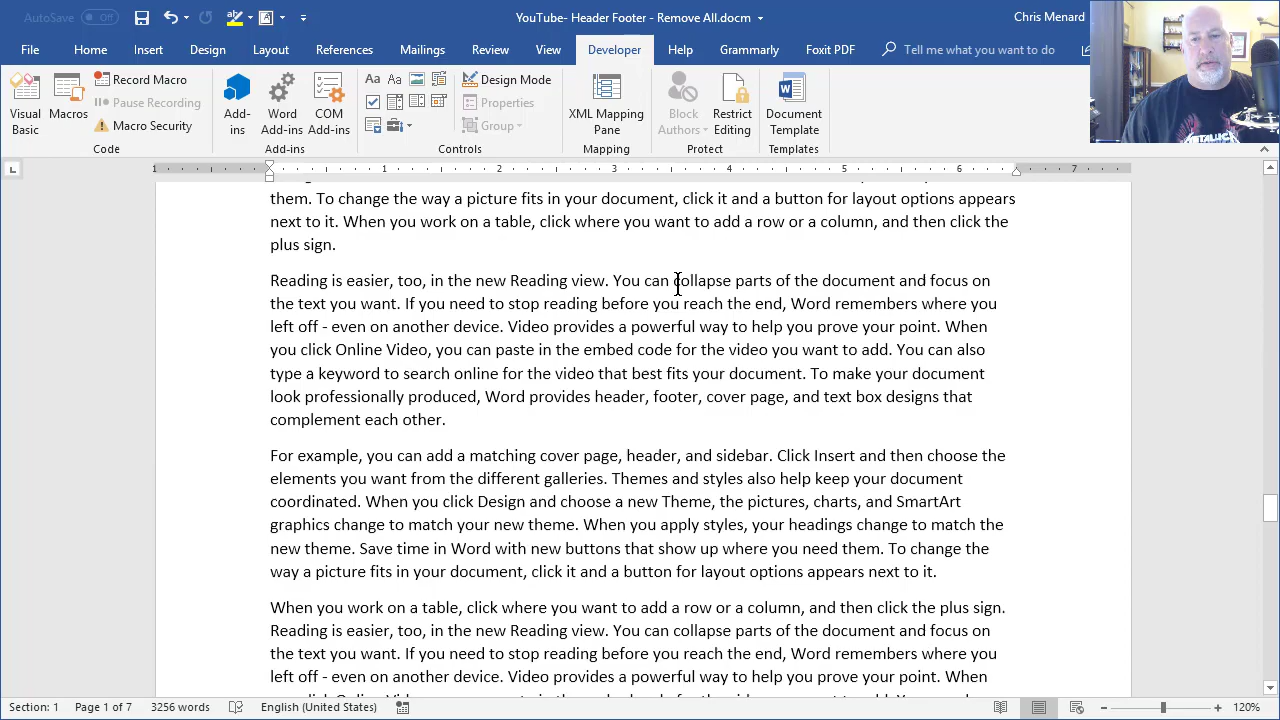 AutoSave Off
YouTube- Header Footer - Remove All.docm
Chris Menard
File Home Insert Design Layout References Mailings Review View Developer Help Grammarly Foxit PDF Tell me what you want to do
Visual Basic
Macros
Record Macro
Pause Recording
Macro Security
Code
Add-ins
Word Add-ins
COM Add-ins
Add-ins
Aa Aa
Design Mode
Properties
Group
Controls
XML Mapping Pane
Mapping
Block Authors
Restrict Editing
Protect
Document Template
Templates
1 1 2 3 4 5 6 7
them. To change the way a picture fits in your document, click it and a button for layout options appears
next to it. When you work on a table, click where you want to add a row or a column, and then click the
plus sign.
Reading is easier, too, in the new Reading view. You can collapse parts of the document and focus on
the text you want. If you need to stop reading before you reach the end, Word remembers where you
left off - even on another device. Video provides a powerful way to help you prove your point. When
you click Online Video, you can paste in the embed code for the video you want to add. You can also
type a keyword to search online for the video that best fits your document. To make your document
look professionally produced, Word provides header, footer, cover page, and text box designs that
complement each other.
For example, you can add a matching cover page, header, and sidebar. Click Insert and then choose the
elements you want from the different galleries. Themes and styles also help keep your document
coordinated. When you click Design and choose a new Theme, the pictures, charts, and SmartArt
graphics change to match your new theme. When you apply styles, your headings change to match the
new theme. Save time in Word with new buttons that show up where you need them. To change the
way a picture fits in your document, click it and a button for layout options appears next to it.
When you work on a table, click where you want to add a row or a column, and then click the plus sign.
Reading is easier, too, in the new Reading view. You can collapse parts of the document and focus on
the text you want. If you need to stop reading before you reach the end, Word remembers where you
left off - even on another device. Video provides a powerful way to help you prove your point. When
Section: 1 Page 1 of 7 3256 words English (United States) 120%